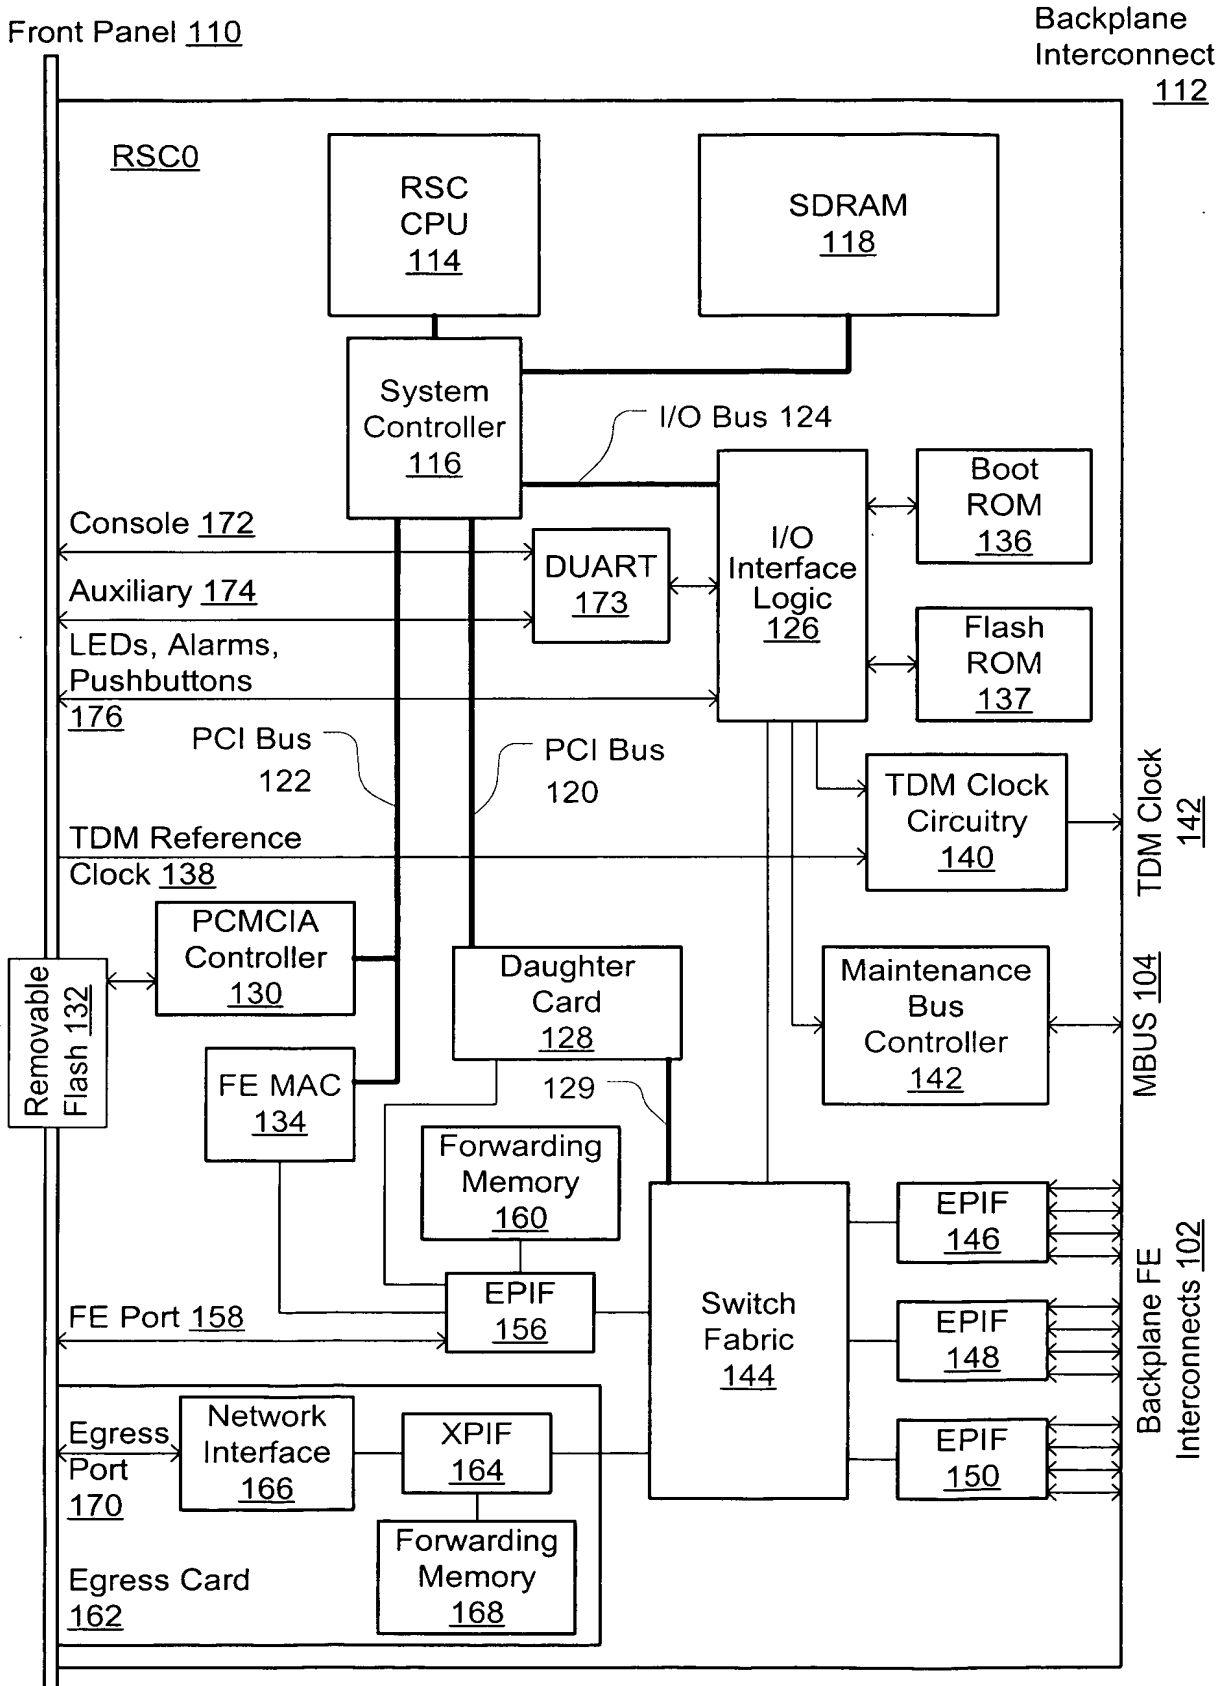 Front Panel 110
Backplane
Interconnect
112
RSC0
RSC
CPU
114
SDRAM
118
System
Controller
116
I/O Bus 124
Boot
ROM
136
I/O
Interface
Logic
126
Console 172
DUART
173
Auxiliary 174
Flash
ROM
137
LEDs, Alarms,
Pushbuttons
176
PCI Bus
122
PCI Bus
120
TDM Clock
Circuitry
140
TDM Clock
142
TDM Reference
Clock 138
PCMCIA
Controller
130
Removable
Flash 132
Daughter
Card
128
129
Maintenance
Bus
Controller
142
MBUS 104
FE MAC
134
Forwarding
Memory
160
EPIF
156
FE Port 158
Switch
Fabric
144
EPIF
146
EPIF
148
EPIF
150
Backplane FE
Interconnects 102
Egress
Port
170
Network
Interface
166
XPIF
164
Forwarding
Memory
168
Egress Card
162